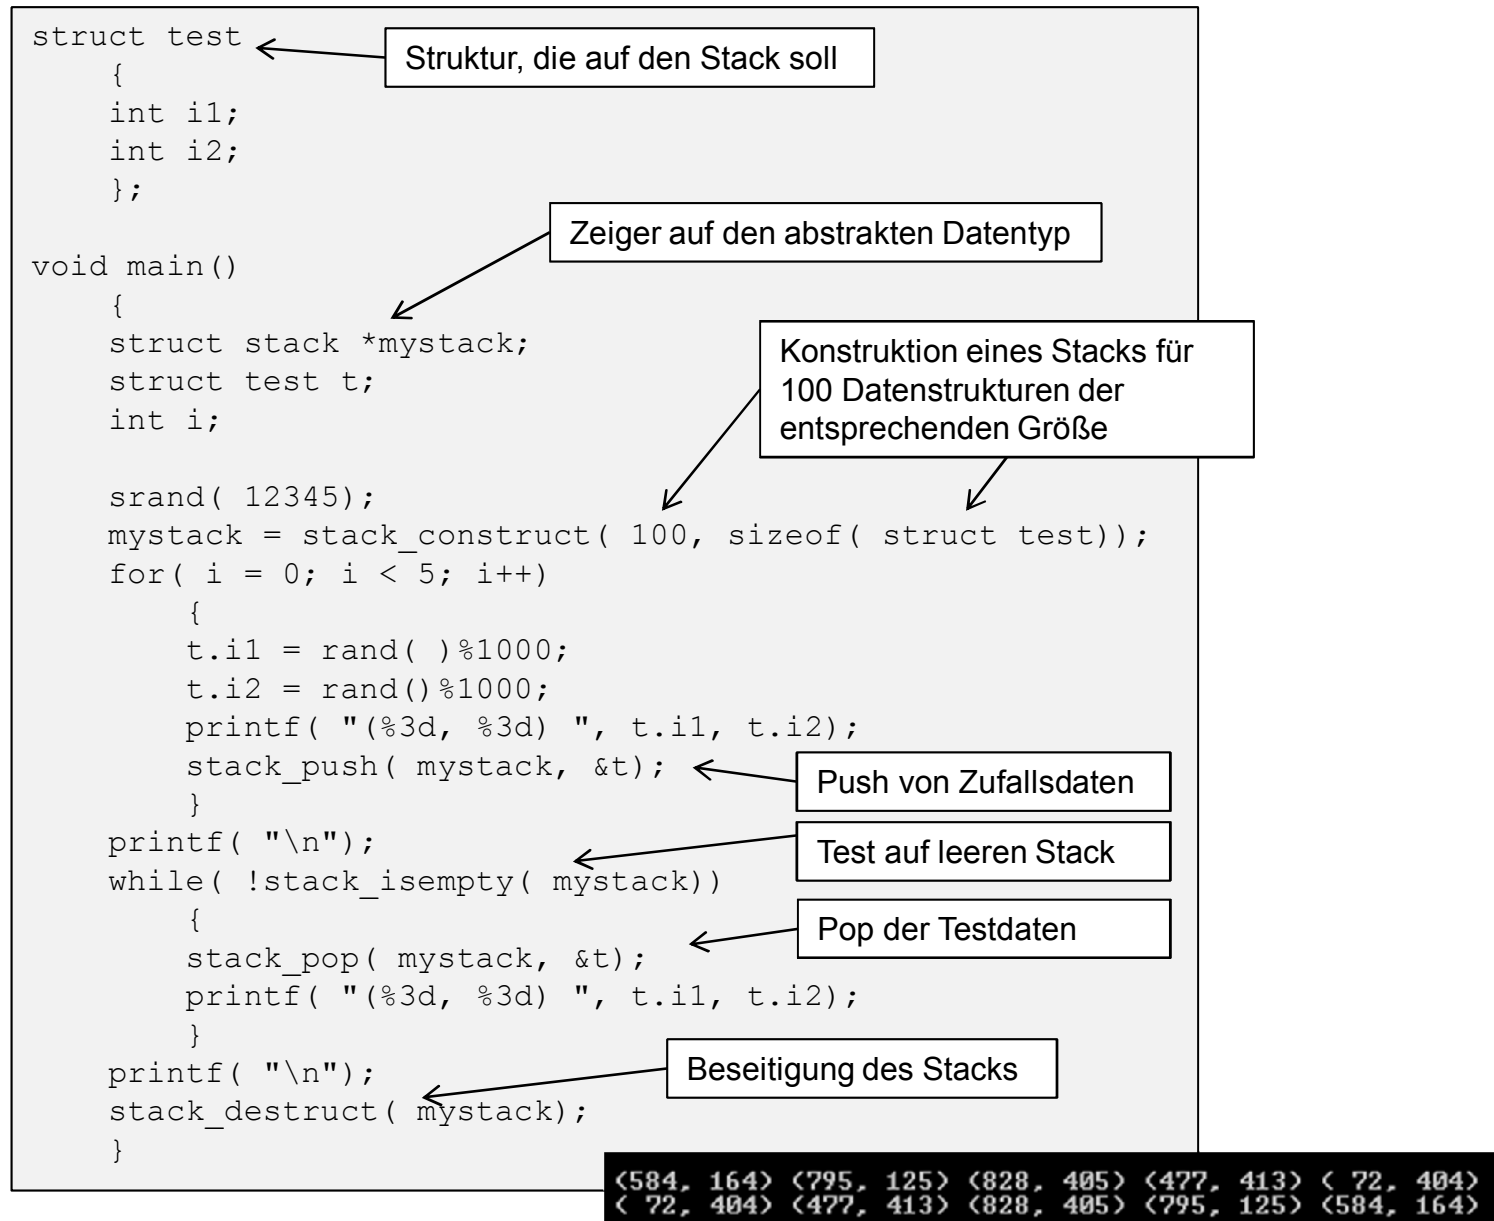 struct test
Struktur, die auf den Stack soll
{
int i1;
int i2;
};
Zeiger auf den abstrakten Datentyp
void main()
{
struct stack *mystack;
struct test t;
int i;
Konstruktion eines Stacks für
100 Datenstrukturen der
entsprechenden Größe
srand( 12345);
mystack = stack_construct( 100, sizeof( struct test));
for( i = 0; i < 5; i++)
{
t.i1 = rand( )%1000;
t.i2 = rand()%1000;
printf( "(%3d, %3d) ", t.i1, t.i2);
stack_push( mystack, &t);
Push von Zufallsdaten
}
printf( "\n");
Test auf leeren Stack
while( !stack_isempty( mystack))
{
Pop der Testdaten
stack_pop( mystack, &t);
printf( "(%3d, %3d) ", t.i1, t.i2);
}
printf( "\n");
Beseitigung des Stacks
stack_destruct( mystack);
}
(584, 164) (795, 125) (828, 405) (477, 413) ( 72, 404)
( 72, 404) (477, 413) (828, 405) (795, 125) (584, 164)